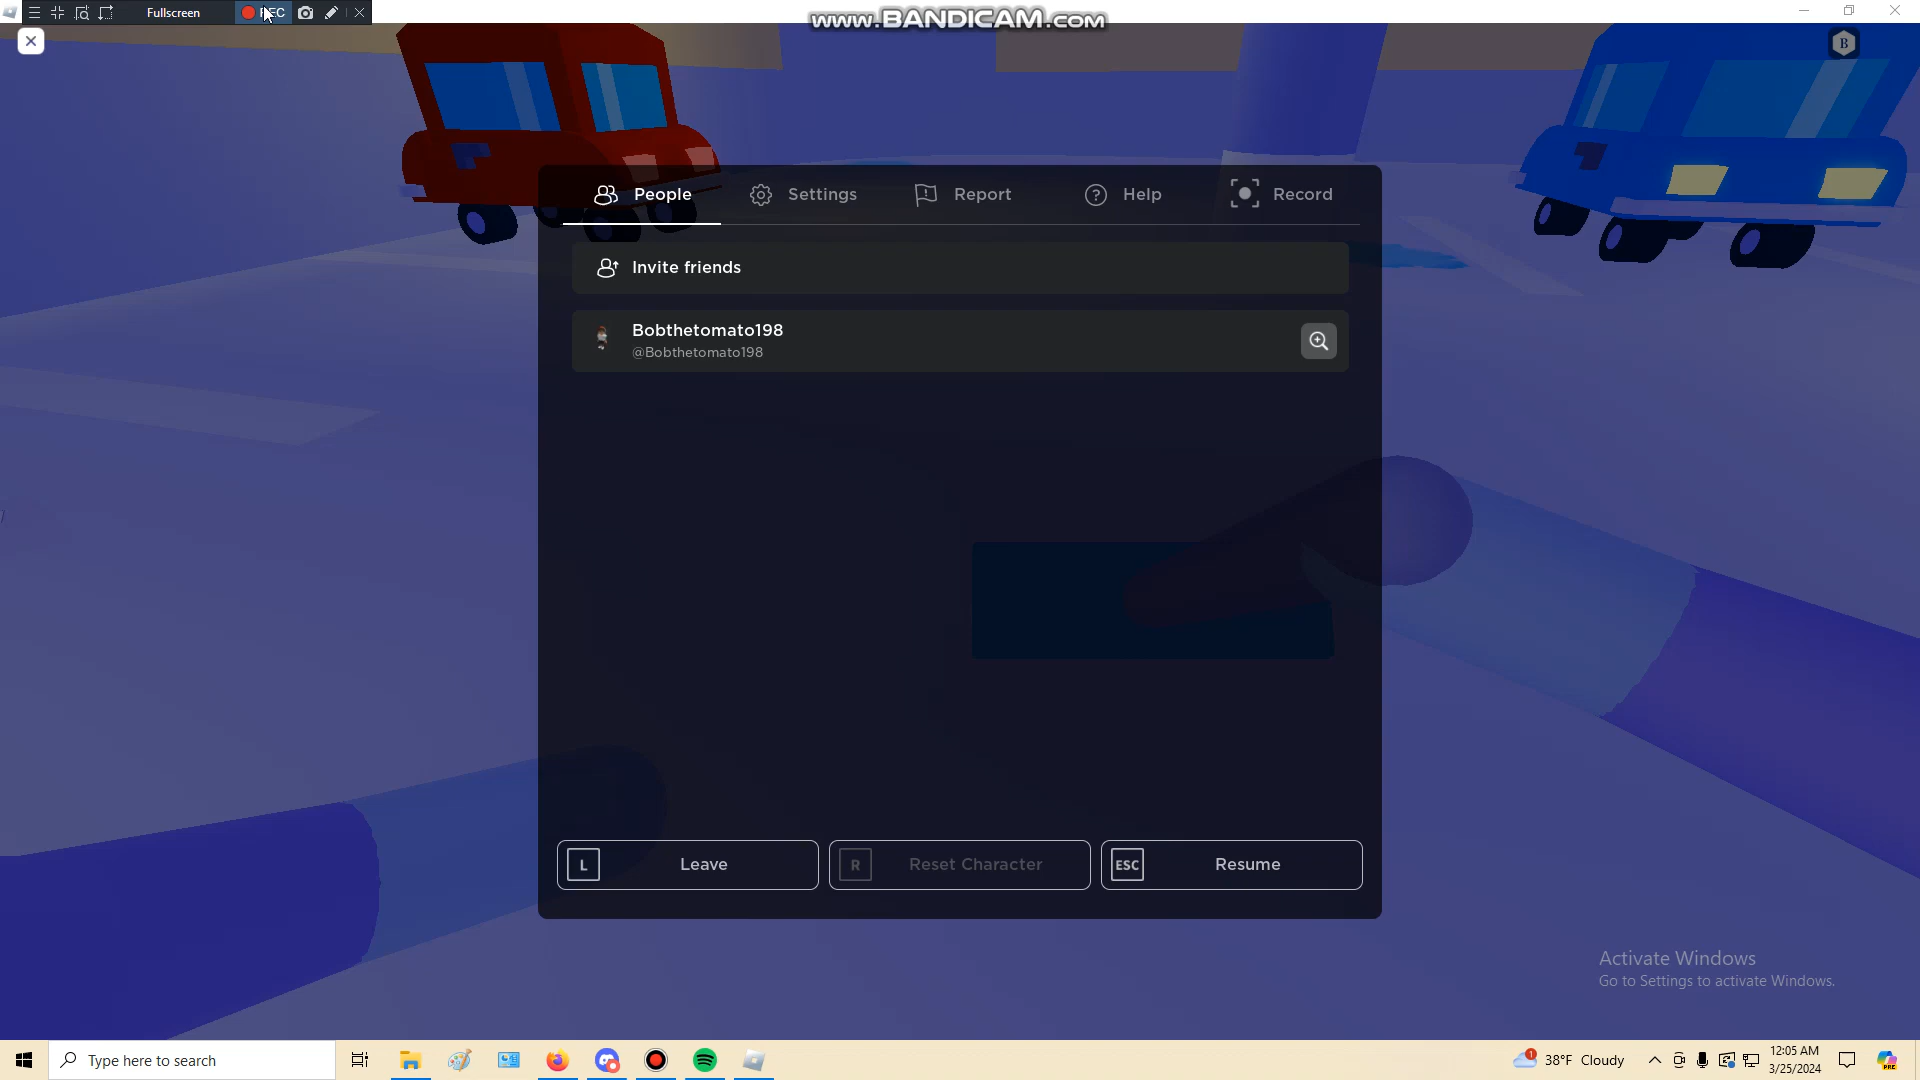 Fullscreen
REC
www.BANDICAM.com
B
People
Settings
Report
Help
Record
Invite friends
Bobthetomato198
@Bobthetomato198
L
Leave
R
Reset Character
ESC
Resume
Activate Windows
Go to Settings to activate Windows.
Type here to search
1
38°F Cloudy
12:05 AM
3/25/2024
PRE